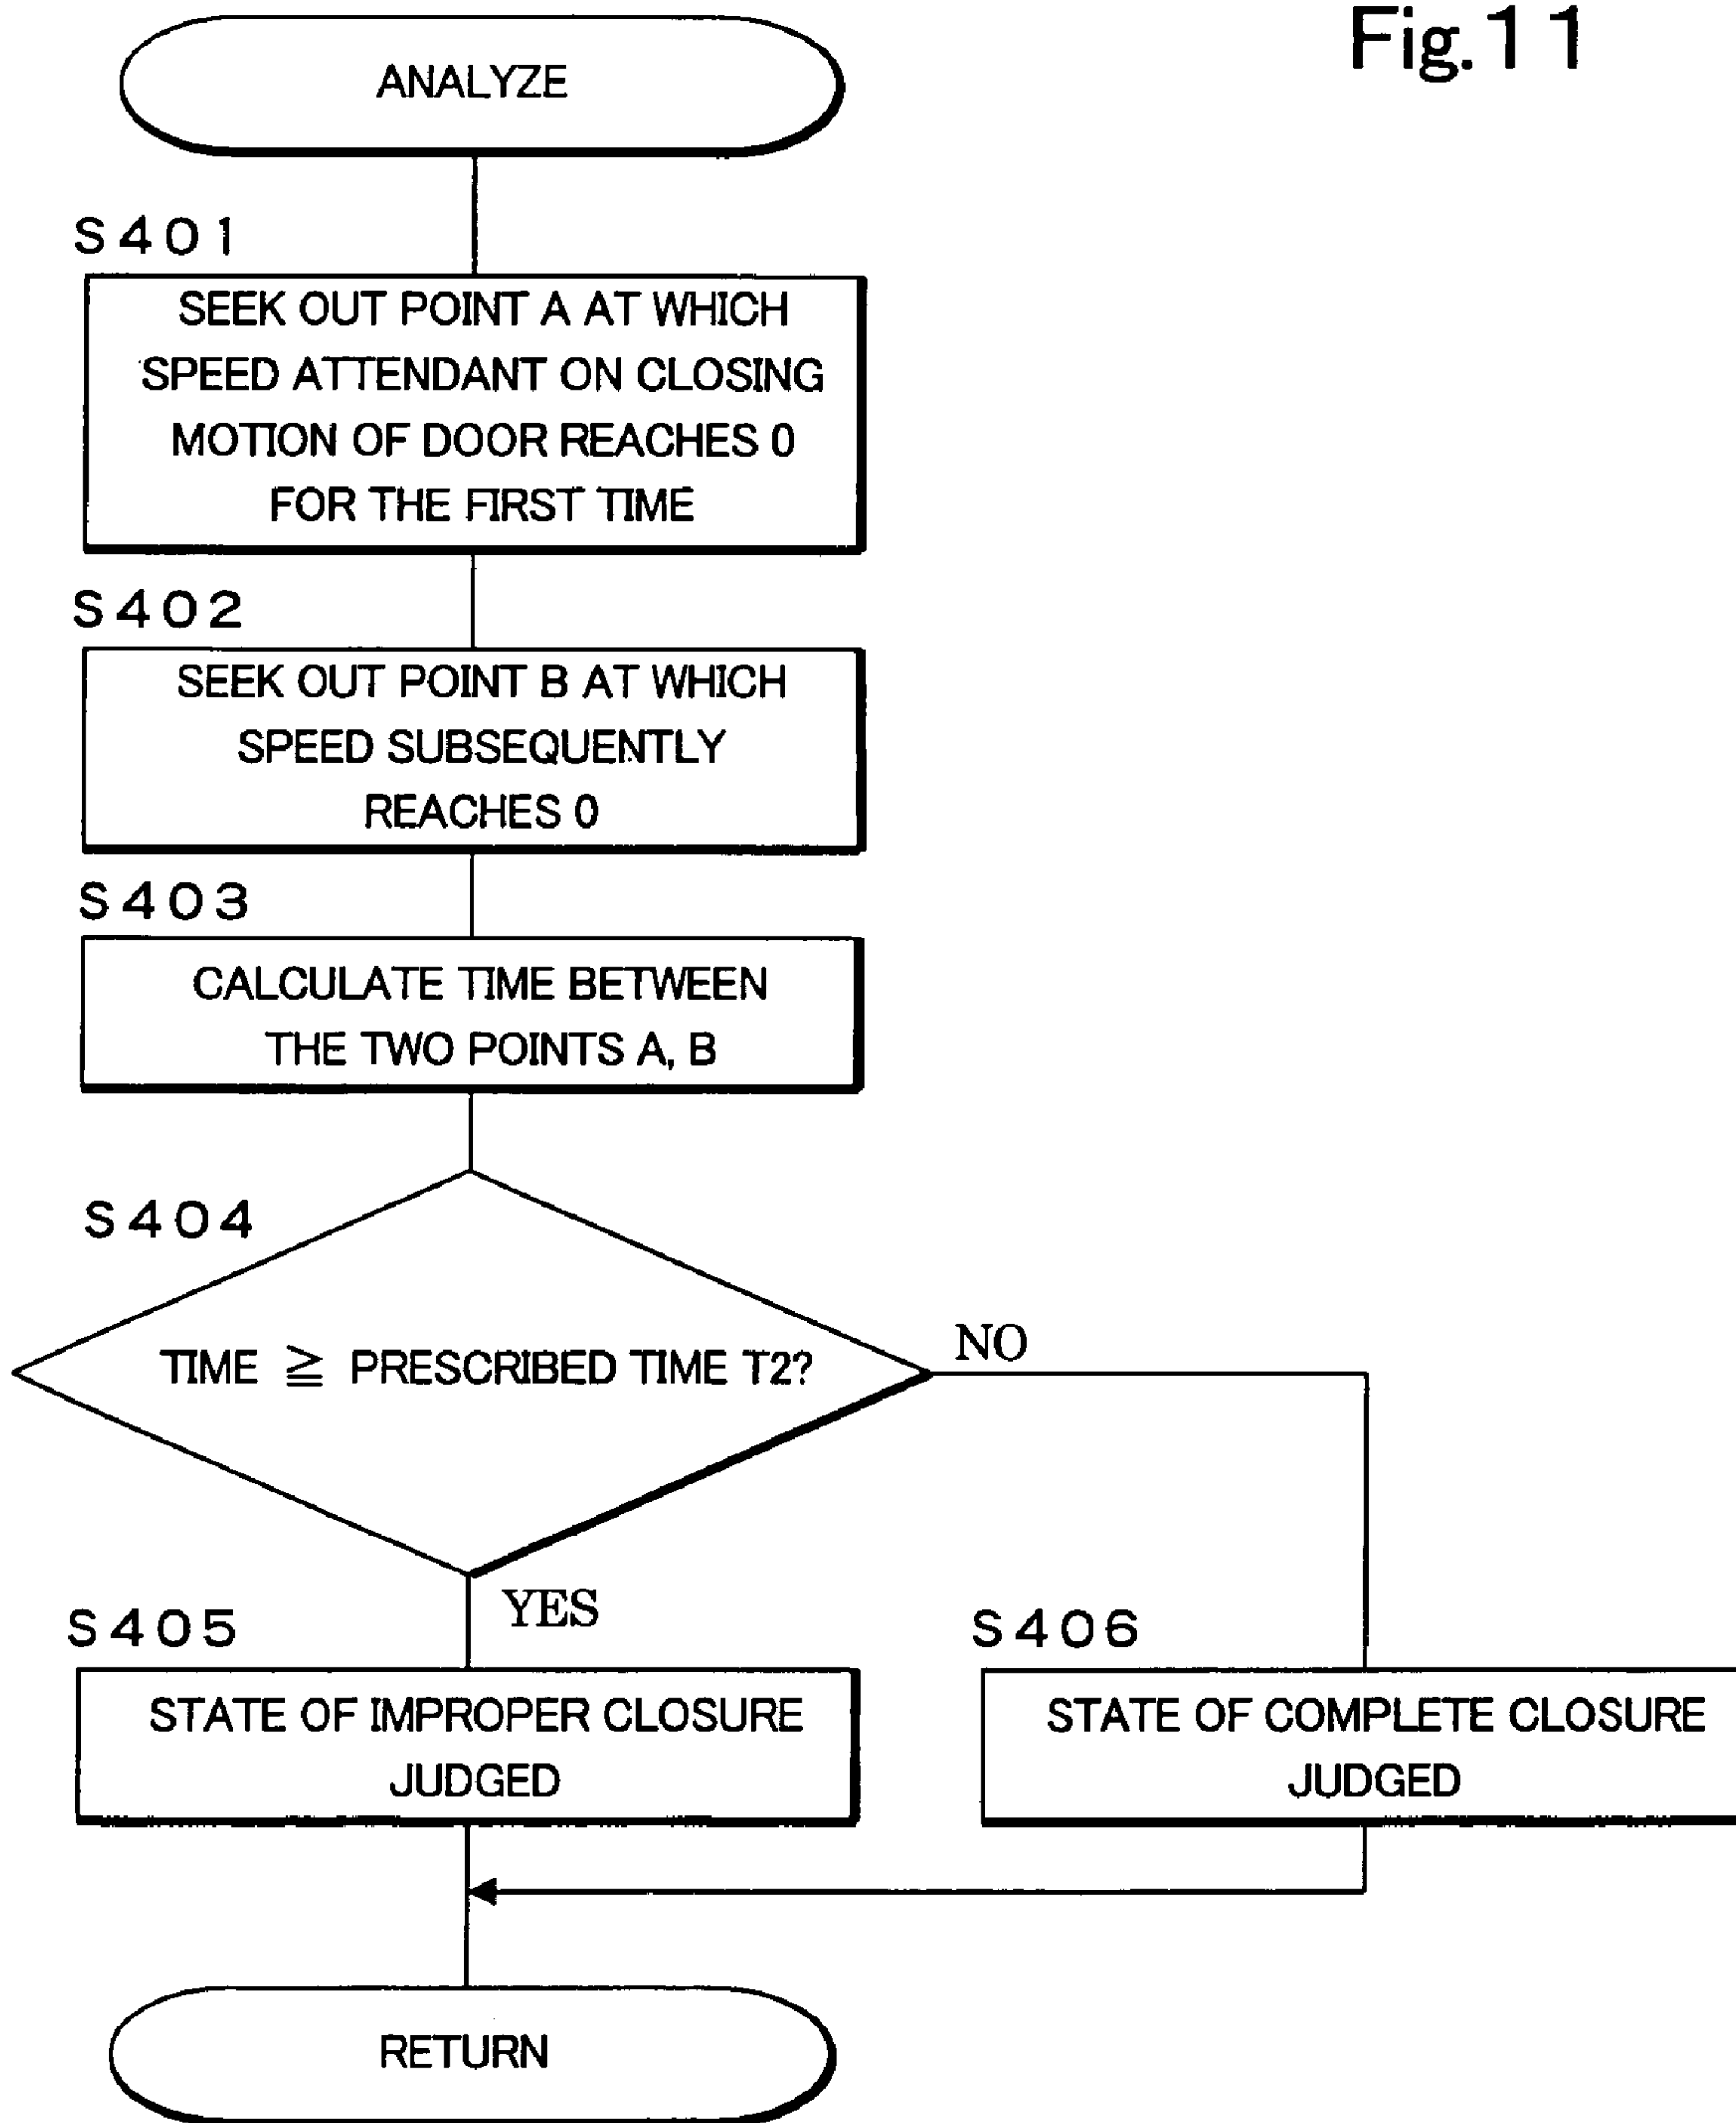 Fig.11
ANALYZE
S401
SEEK OUT POINT A AT WHICH
SPEED ATTENDANT ON CLOSING
MOTION OF DOOR REACHES 0
FOR THE FIRST TIME
S402
SEEK OUT POINT B AT WHICH
SPEED SUBSEQUENTLY
REACHES 0
S403
CALCULATE TIME BETWEEN
THE TWO POINTS A, B
S404
TIME ≧ PRESCRIBED TIME T2?
NO
YES
S405
STATE OF IMPROPER CLOSURE
JUDGED
S406
STATE OF COMPLETE CLOSURE
JUDGED
RETURN